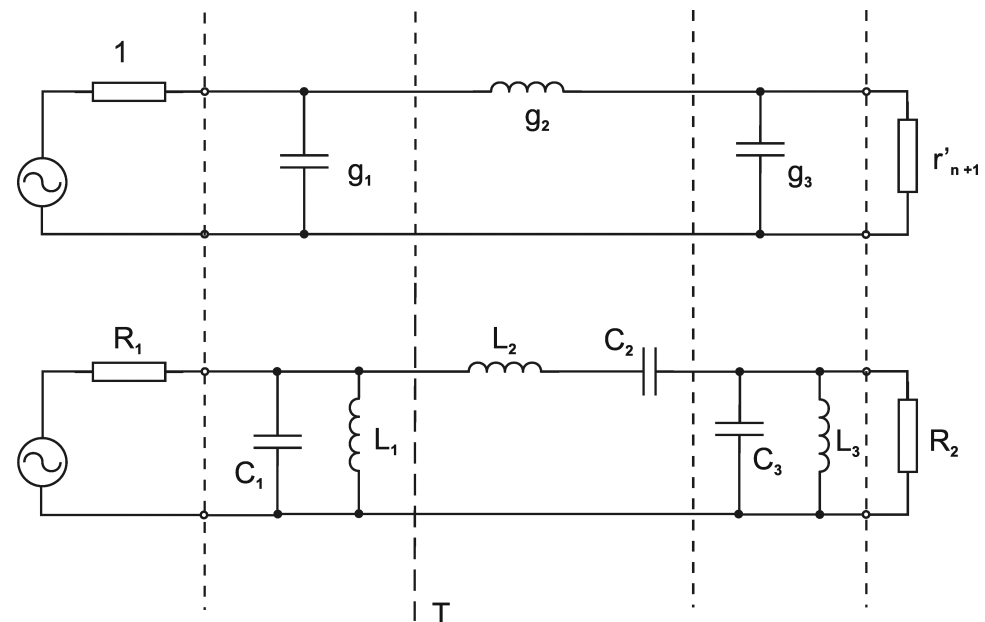 1
g₁
g₂
g₃
r'ₙ₊₁
R₁
C₁
L₁
L₂
C₂
C₃
L₃
R₂
T